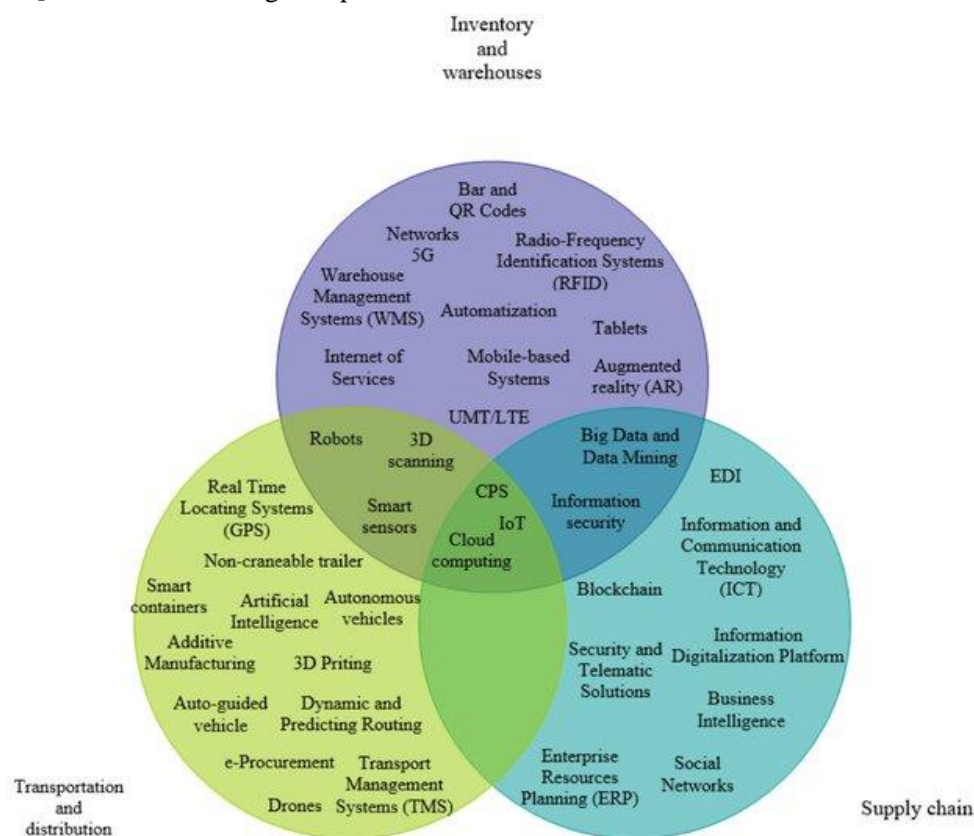 Inventory
and
warehouses
Bar and
QR Codes
Networks
5G
Radio-Frequency
Identification Systems
(RFID)
Warehouse
Management
Systems (WMS)
Automatization
Tablets
Internet of
Services
Mobile-based
Systems
Augmented
reality (AR)
UMT/LTE
Robots
3D
scanning
Big Data and
Data Mining
EDI
Real Time
Locating Systems
(GPS)
Smart
sensors
CPS
IoT
Cloud
computing
Information
security
Information and
Communication
Technology
(ICT)
Non-craneable trailer
Smart
containers
Artificial
Intelligence
Autonomous
vehicles
Blockchain
Additive
Manufacturing
3D Priting
Security and
Telematic
Solutions
Information
Digitalization Platform
Auto-guided
vehicle
Dynamic and
Predicting Routing
Business
Intelligence
e-Procurement
Transport
Management
Systems (TMS)
Drones
Enterprise
Resources
Planning (ERP)
Social
Networks
Transportation
and
distribution
Supply chain